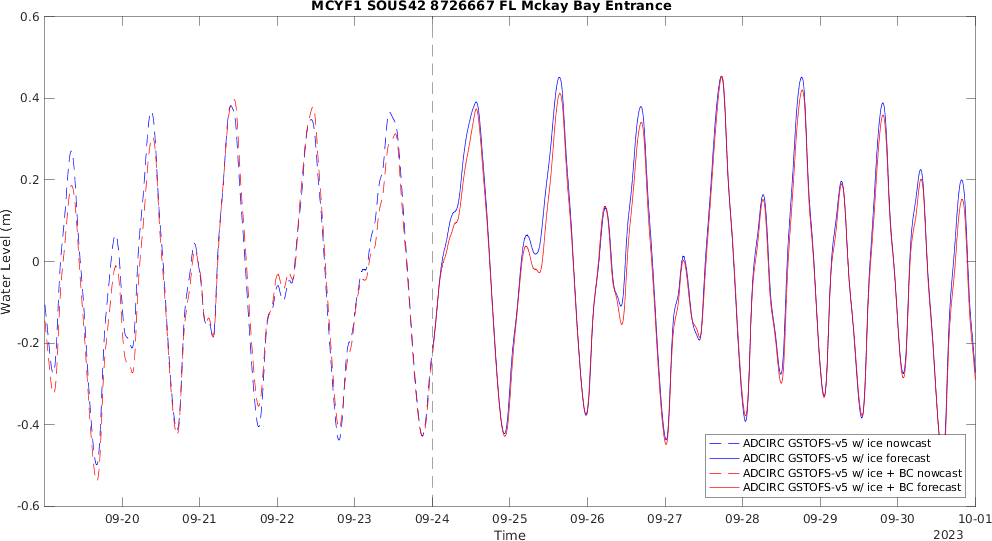 MCYF1 SOUS42 8726667 FL Mckay Bay Entrance
0.6
0.4
0.2
0
-0.2
-0.4
-0.6
Water Level (m)
09-20
09-21
09-22
09-23
09-24
09-25
09-26
09-27
09-28
09-29
09-30
10-01
Time
2023
ADCIRC GSTOFS-v5 w/ ice nowcast
ADCIRC GSTOFS-v5 w/ ice forecast
ADCIRC GSTOFS-v5 w/ ice + BC nowcast
ADCIRC GSTOFS-v5 w/ ice + BC forecast